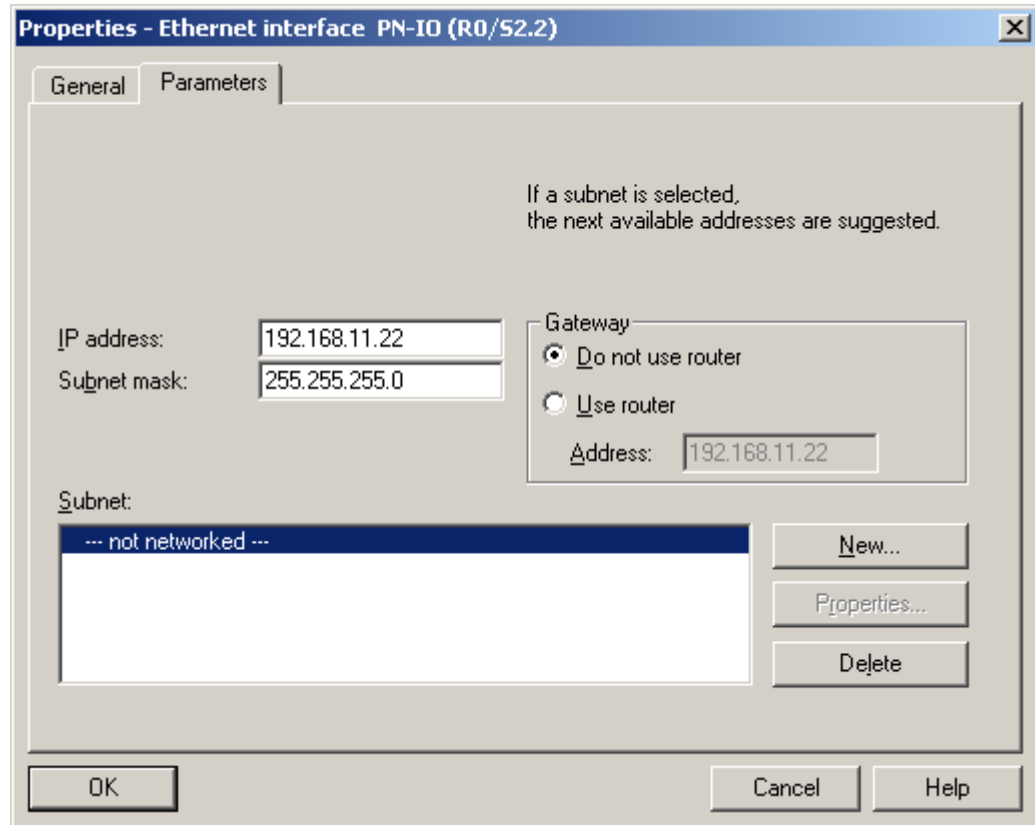 Properties - Ethernet interface PN-IO (R0/S2.2)
General
Parameters
If a subnet is selected,
the next available addresses are suggested.
IP address:
192.168.11.22
Subnet mask:
255.255.255.0
Gateway
Do not use router
Use router
Address:
192.168.11.22
Subnet:
--- not networked ---
New...
Properties...
Delete
OK
Cancel
Help